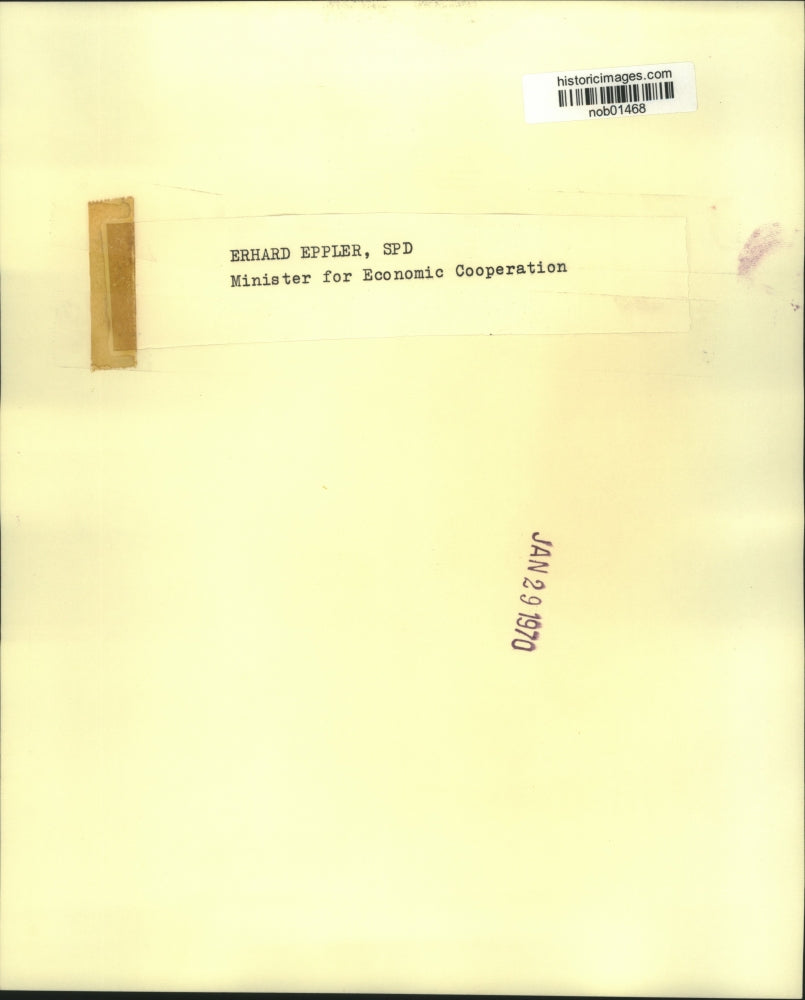 historicimages.com
nob01468
ERHARD EPPLER, SPD
Minister for Economic Cooperation
JAN 29 1970